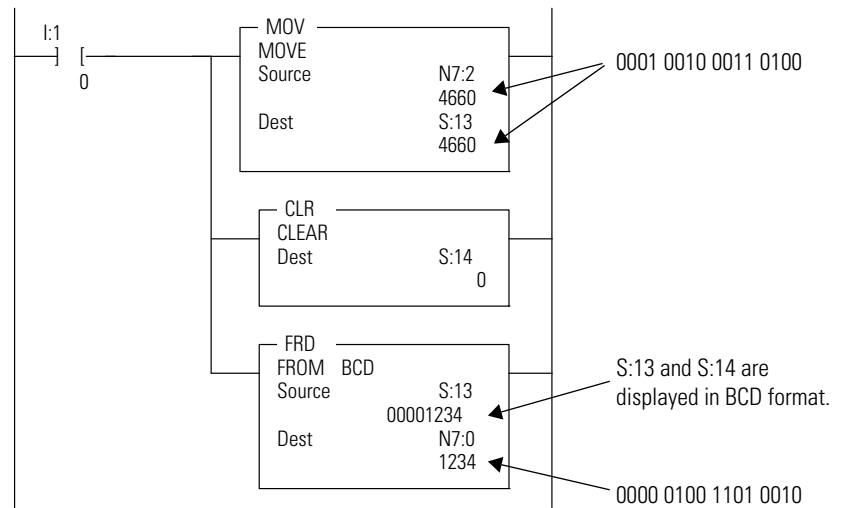 I:1
] [
0
MOV
MOVE
Source N7:2
4660
Dest S:13
4660
0001 0010 0011 0100
CLR
CLEAR
Dest S:14
0
FRD
FROM BCD
Source S:13
00001234
Dest N7:0
1234
S:13 and S:14 are
displayed in BCD format.
0000 0100 1101 0010